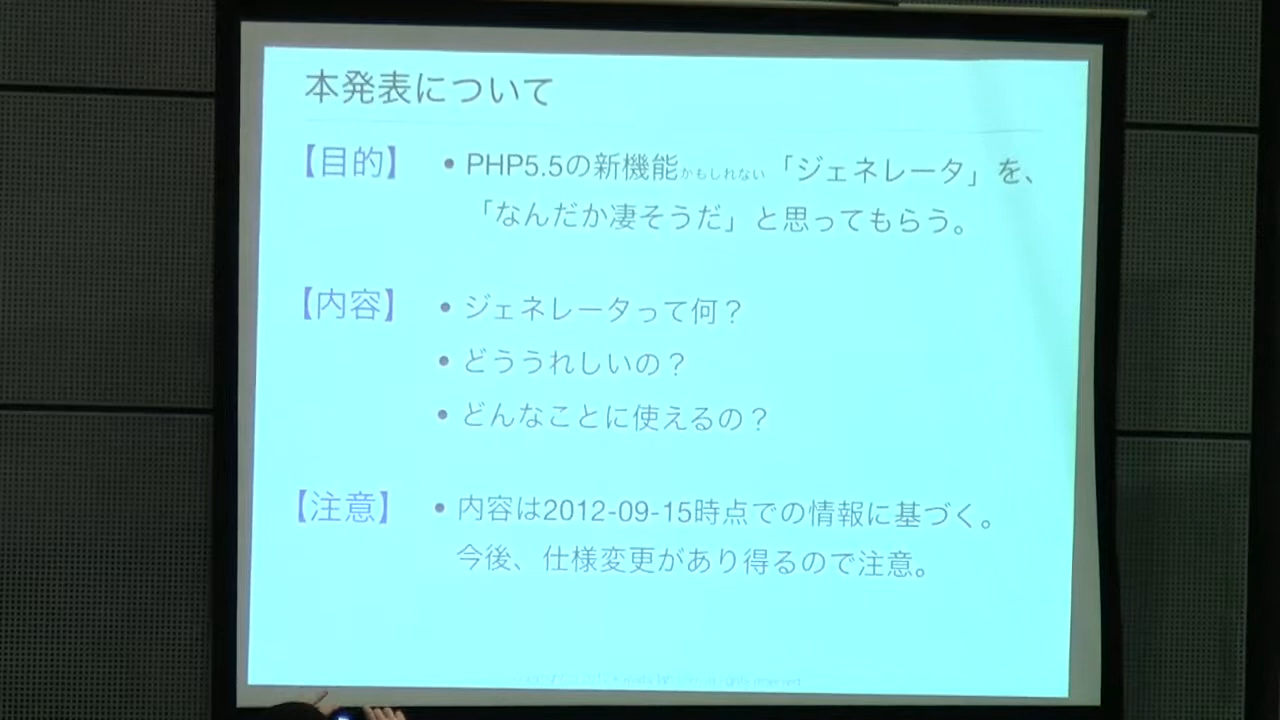 本発表について
【目的】 • PHP5.5の新機能かもしれない「ジェネレータ」を、
「なんだか凄そうだ」と思ってもらう。
【内容】 • ジェネレータって何？
• どううれしいの？
• どんなことに使えるの？
【注意】 • 内容は2012-09-15時点での情報に基づく。
今後、仕様変更があり得るので注意。